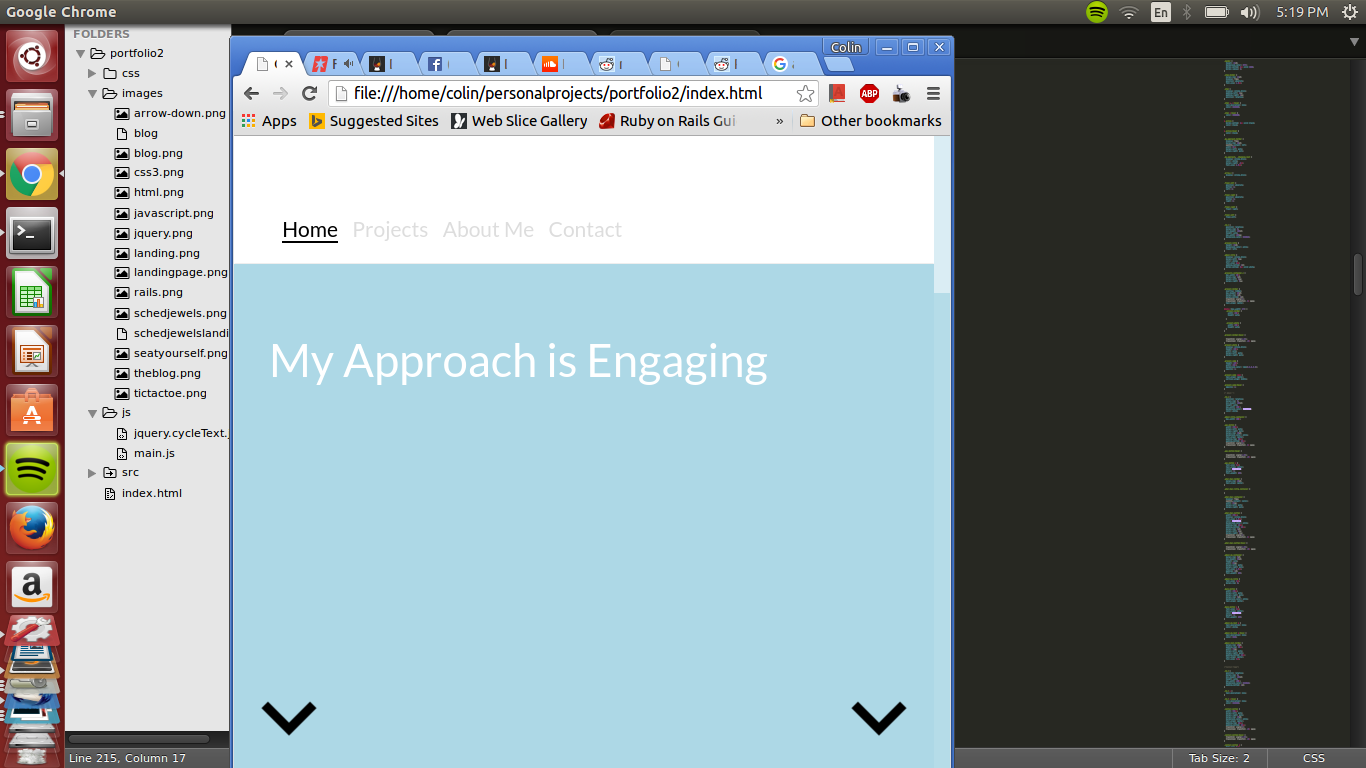 Google Chrome
En
5:19 PM
FOLDERS
portfolio2
css
images
arrow-down.png
blog
blog.png
css3.png
html.png
javascript.png
jquery.png
landing.png
landingpage.png
rails.png
schedjewels.png
schedjewelslandi
seatyourself.png
theblog.png
tictactoe.png
js
jquery.cycleText.
main.js
src
index.html
Line 215, Column 17
Colin
file:///home/colin/personalprojects/portfolio2/index.html
ABP
Apps
Suggested Sites
Web Slice Gallery
Ruby on Rails Gui
»
Other bookmarks
Home Projects About Me Contact
My Approach is Engaging
Tab Size: 2
CSS